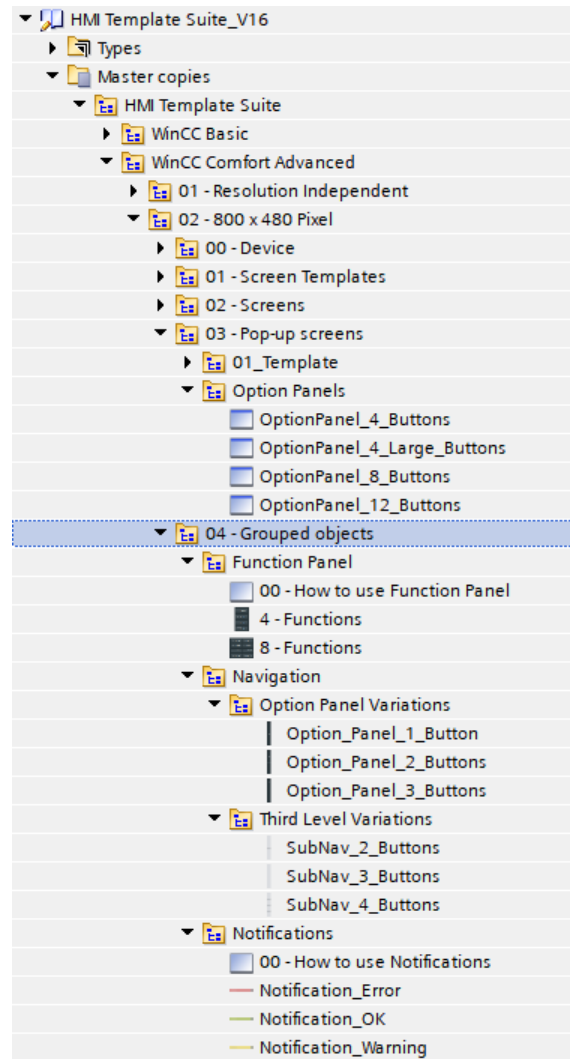 HMI Template Suite_V16
Types
Master copies
HMI Template Suite
WinCC Basic
WinCC Comfort Advanced
01 - Resolution Independent
02 - 800 x 480 Pixel
00 - Device
01 - Screen Templates
02 - Screens
03 - Pop-up screens
01_Template
Option Panels
OptionPanel_4_Buttons
OptionPanel_4_Large_Buttons
OptionPanel_8_Buttons
OptionPanel_12_Buttons
04 - Grouped objects
Function Panel
00 - How to use Function Panel
4 - Functions
8 - Functions
Navigation
Option Panel Variations
Option_Panel_1_Button
Option_Panel_2_Buttons
Option_Panel_3_Buttons
Third Level Variations
SubNav_2_Buttons
SubNav_3_Buttons
SubNav_4_Buttons
Notifications
00 - How to use Notifications
Notification_Error
Notification_OK
Notification_Warning